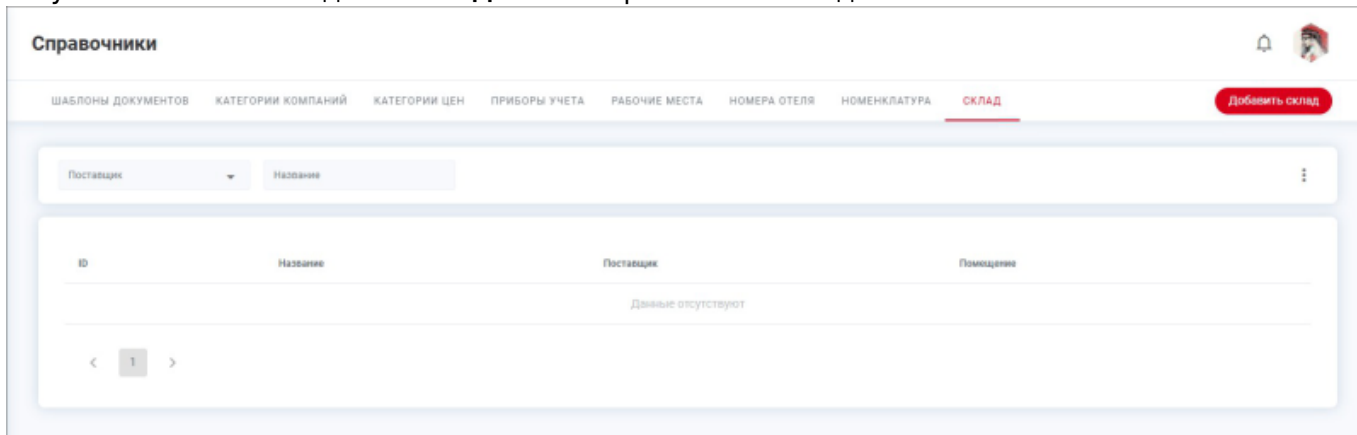 Справочники
ШАБЛОНЫ ДОКУМЕНТОВ КАТЕГОРИИ КОМПАНИЙ КАТЕГОРИИ ЦЕН ПРИБОРЫ УЧЕТА РАБОЧИЕ МЕСТА НОМЕРА ОТЕЛЯ НОМЕНКЛАТУРА СКЛАД Добавить склад
Поставщик Название
ID Название Поставщик Помещение
Данные отсутствуют
< 1 >